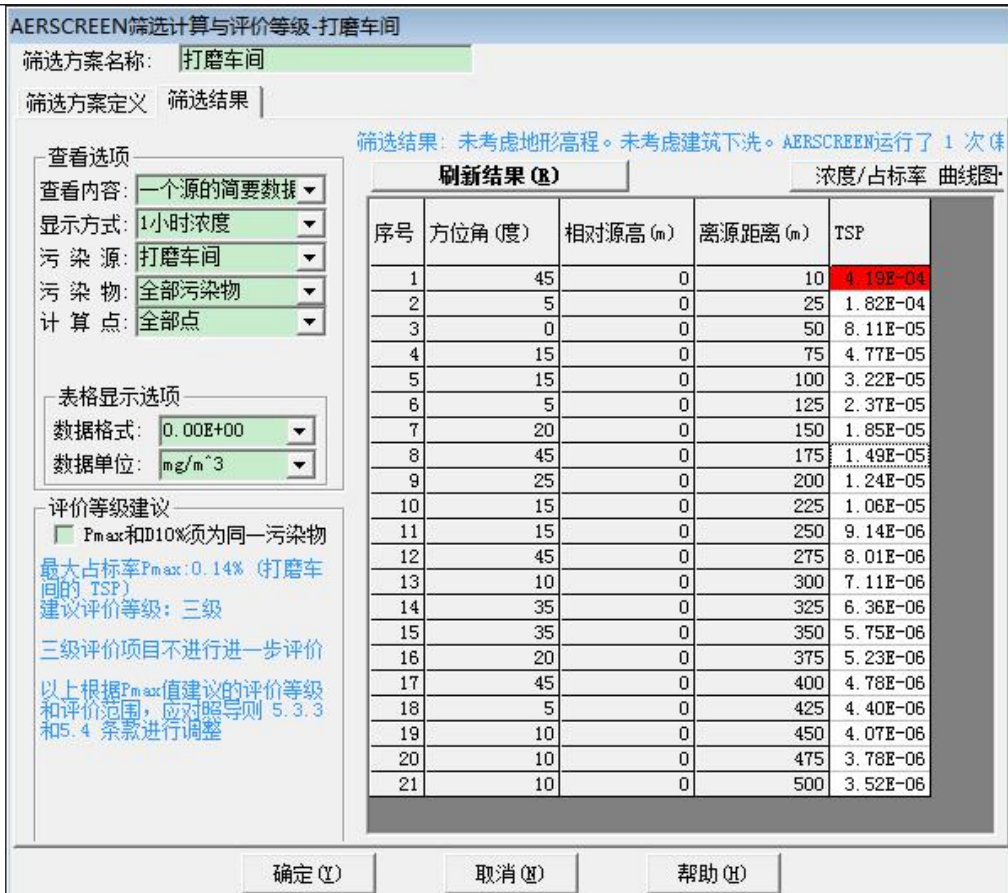 AERSCREEN筛选计算与评价等级-打磨车间
筛选方案名称: 打磨车间
筛选方案定义 筛选结果
筛选结果: 未考虑地形高程。未考虑建筑下洗。AERSCREEN运行了 1 次
查看选项
查看内容: 一个源的简要数据
显示方式: 1小时浓度
污 染 源: 打磨车间
污 染 物: 全部污染物
计 算 点: 全部点
表格显示选项
数据格式: 0.00E+00
数据单位: mg/m^3
评价等级建议
Pmax和D10%须为同一污染物
最大占标率Pmax:0.14% (打磨车
间的 TSP)
建议评价等级: 三级
三级评价项目不进行进一步评价
以上根据Pmax值建议的评价等级
和评价范围,应对照导则 5.3.3
和5.4 条款进行调整
刷新结果(R) 浓度/占标率 曲线图
序号 方位角(度) 相对源高(m) 离源距离(m) TSP
1 45 0 10 4.19E-04
2 5 0 25 1.82E-04
3 0 0 50 8.11E-05
4 15 0 75 4.77E-05
5 15 0 100 3.22E-05
6 5 0 125 2.37E-05
7 20 0 150 1.85E-05
8 45 0 175 1.49E-05
9 25 0 200 1.24E-05
10 15 0 225 1.06E-05
11 15 0 250 9.14E-06
12 45 0 275 8.01E-06
13 10 0 300 7.11E-06
14 35 0 325 6.36E-06
15 35 0 350 5.75E-06
16 20 0 375 5.23E-06
17 45 0 400 4.78E-06
18 5 0 425 4.40E-06
19 10 0 450 4.07E-06
20 10 0 475 3.78E-06
21 10 0 500 3.52E-06
确定(Y) 取消(N) 帮助(H)